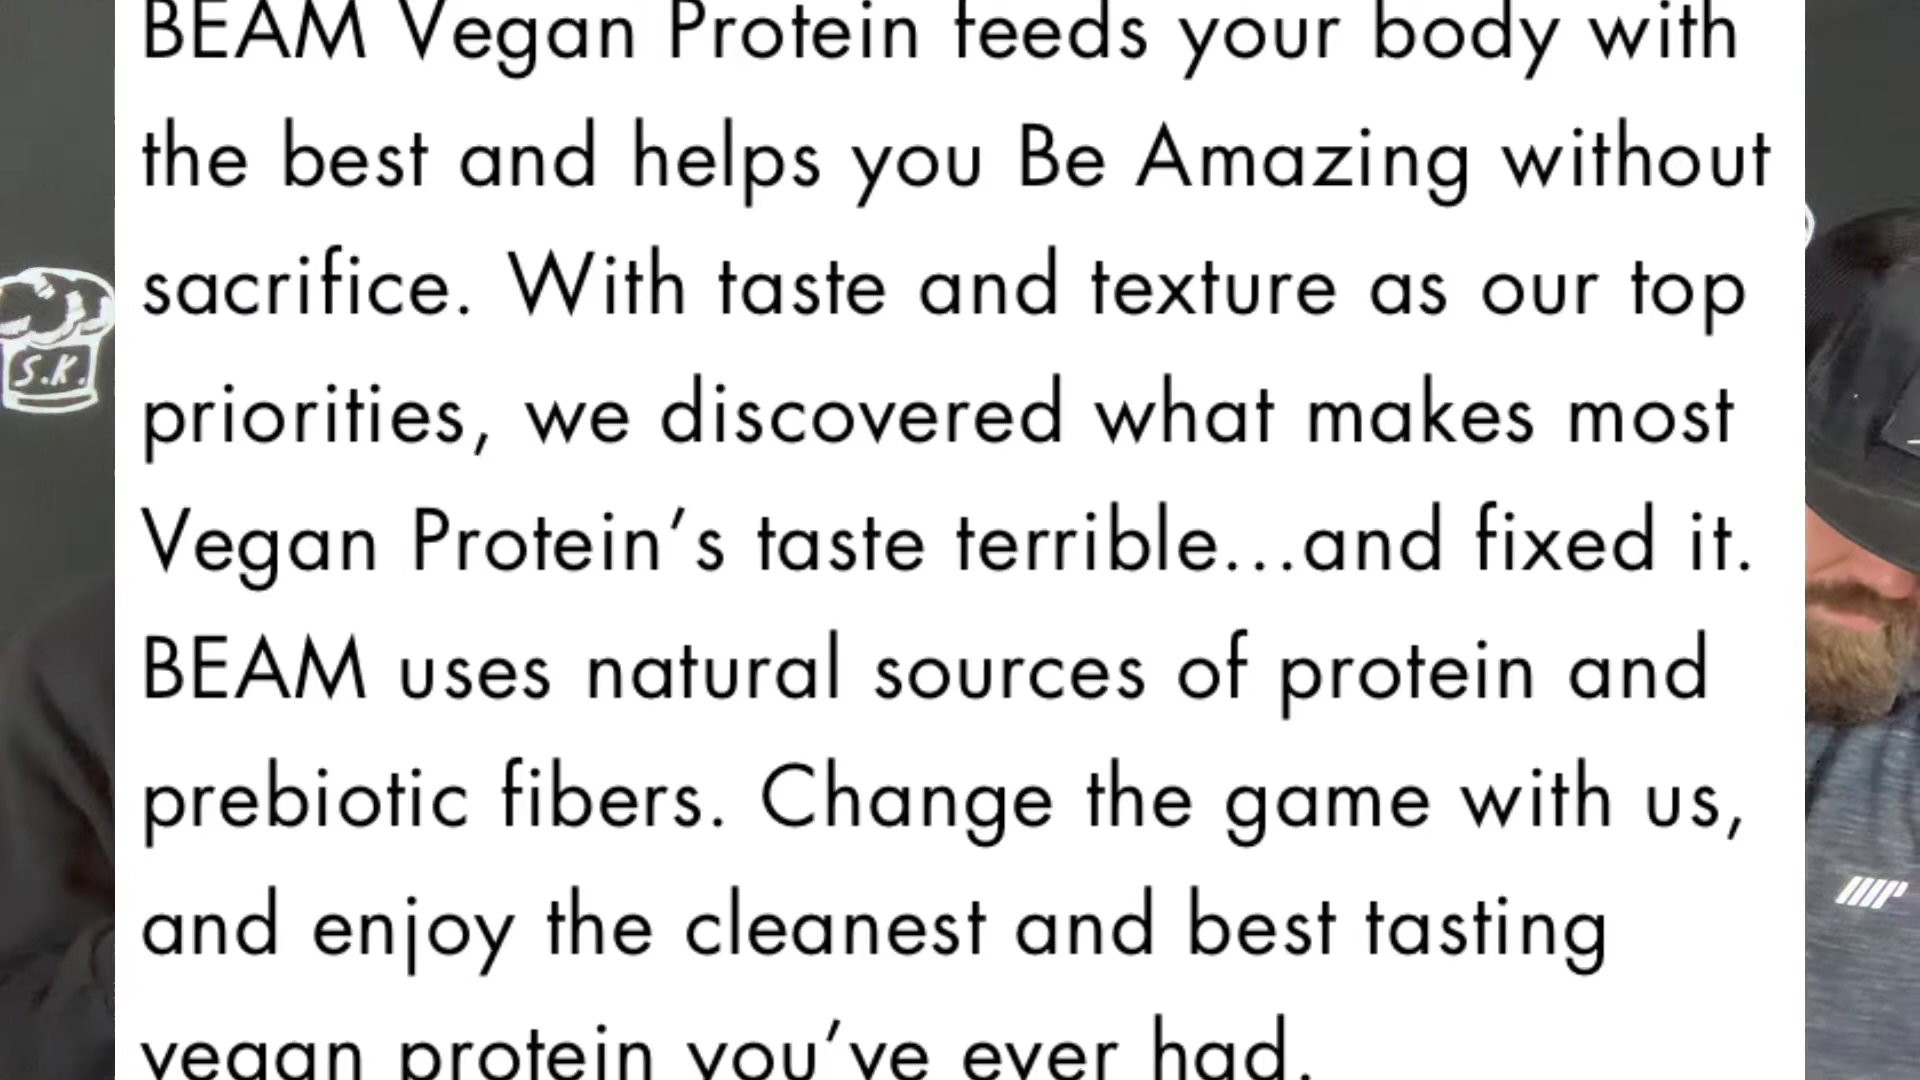 BEAM Vegan Protein feeds your body with
the best and helps you Be Amazing without
sacrifice. With taste and texture as our top
priorities, we discovered what makes most
Vegan Protein’s taste terrible...and fixed it.
BEAM uses natural sources of protein and
prebiotic fibers. Change the game with us,
and enjoy the cleanest and best tasting
vegan protein you’ve ever had.
S.K.